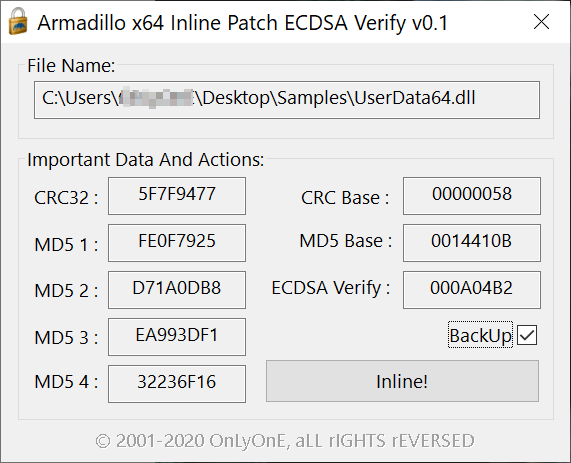 Armadillo x64 Inline Patch ECDSA Verify v0.1
File Name:
C:\Users\ \Desktop\Samples\UserData64.dll
Important Data And Actions:
CRC32 : 5F7F9477 CRC Base : 00000058
MD5 1 : FE0F7925 MD5 Base : 0014410B
MD5 2 : D71A0DB8 ECDSA Verify : 000A04B2
MD5 3 : EA993DF1 BackUp
MD5 4 : 32236F16 Inline!
© 2001-2020 OnLyOnE, aLL rIGHTS rEVERSED